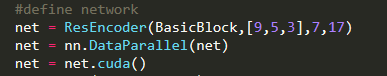 #define network
net = ResEncoder(BasicBlock,[9,5,3],7,17)
net = nn.DataParallel(net)
net = net.cuda()